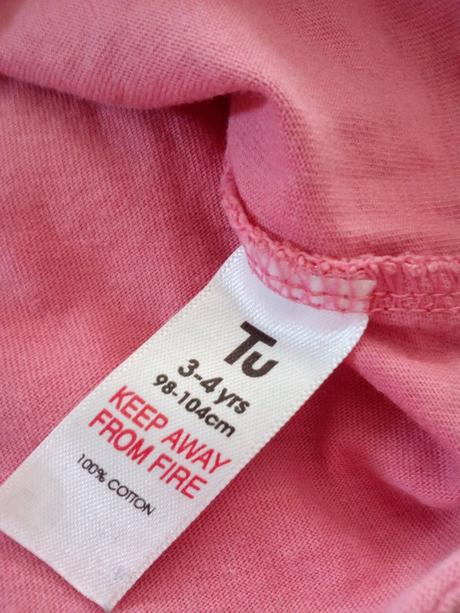 Tu
3-4 yrs
98-104cm
KEEP AWAY
FROM FIRE
100% COTTON